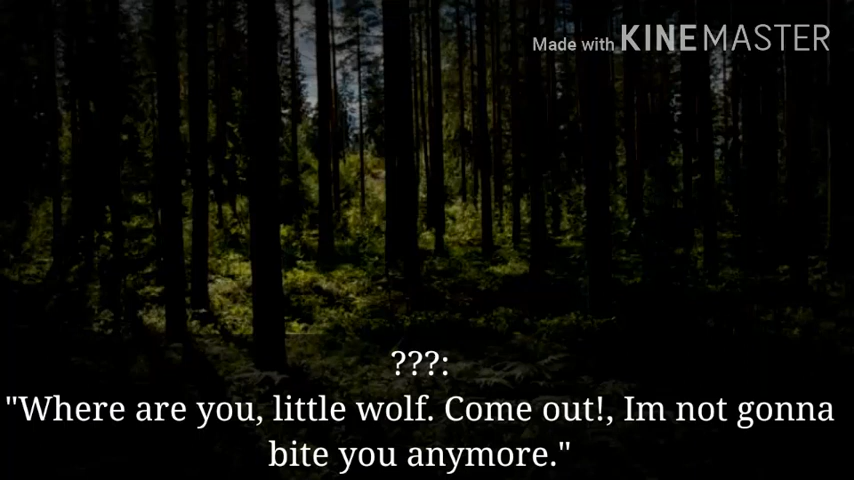 Made with KINEMASTER
???:
"Where are you, little wolf. Come out!, Im not gonna
bite you anymore."